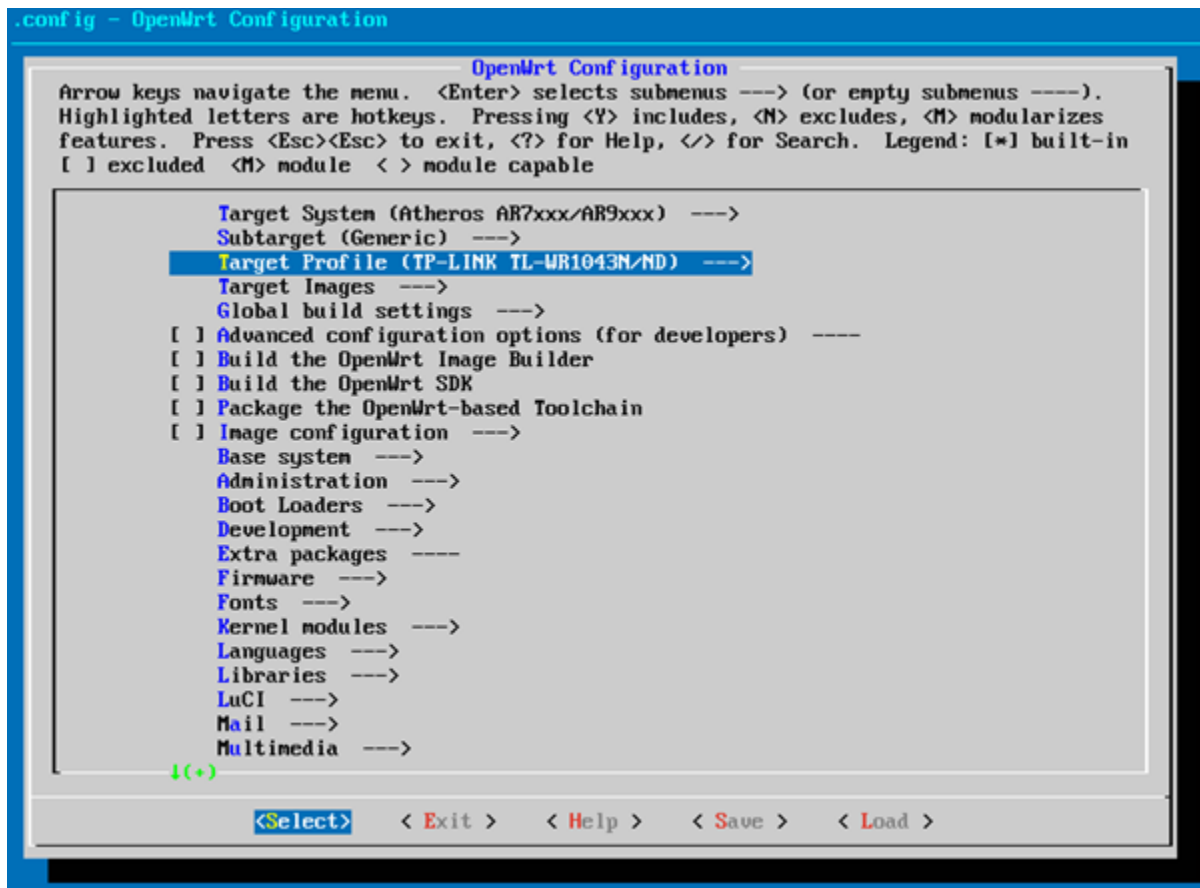 .config - OpenWrt Configuration
OpenWrt Configuration
Arrow keys navigate the menu.  <Enter> selects submenus ---> (or empty submenus ----).
Highlighted letters are hotkeys.  Pressing <Y> includes, <N> excludes, <M> modularizes
features.  Press <Esc><Esc> to exit, <?> for Help, </> for Search.  Legend: [*] built-in
[ ] excluded  <M> module  < > module capable
Target System (Atheros AR7xxx/AR9xxx)  --->
Subtarget (Generic)  --->
Target Profile (TP-LINK TL-WR1043N/ND)  --->
Target Images  --->
Global build settings  --->
[ ] Advanced configuration options (for developers)  ----
[ ] Build the OpenWrt Image Builder
[ ] Build the OpenWrt SDK
[ ] Package the OpenWrt-based Toolchain
[ ] Image configuration  --->
Base system  --->
Administration  --->
Boot Loaders  --->
Development  --->
Extra packages  ----
Firmware  --->
Fonts  --->
Kernel modules  --->
Languages  --->
Libraries  --->
LuCI  --->
Mail  --->
Multimedia  --->
↓(+)
<Select>    < Exit >    < Help >    < Save >    < Load >